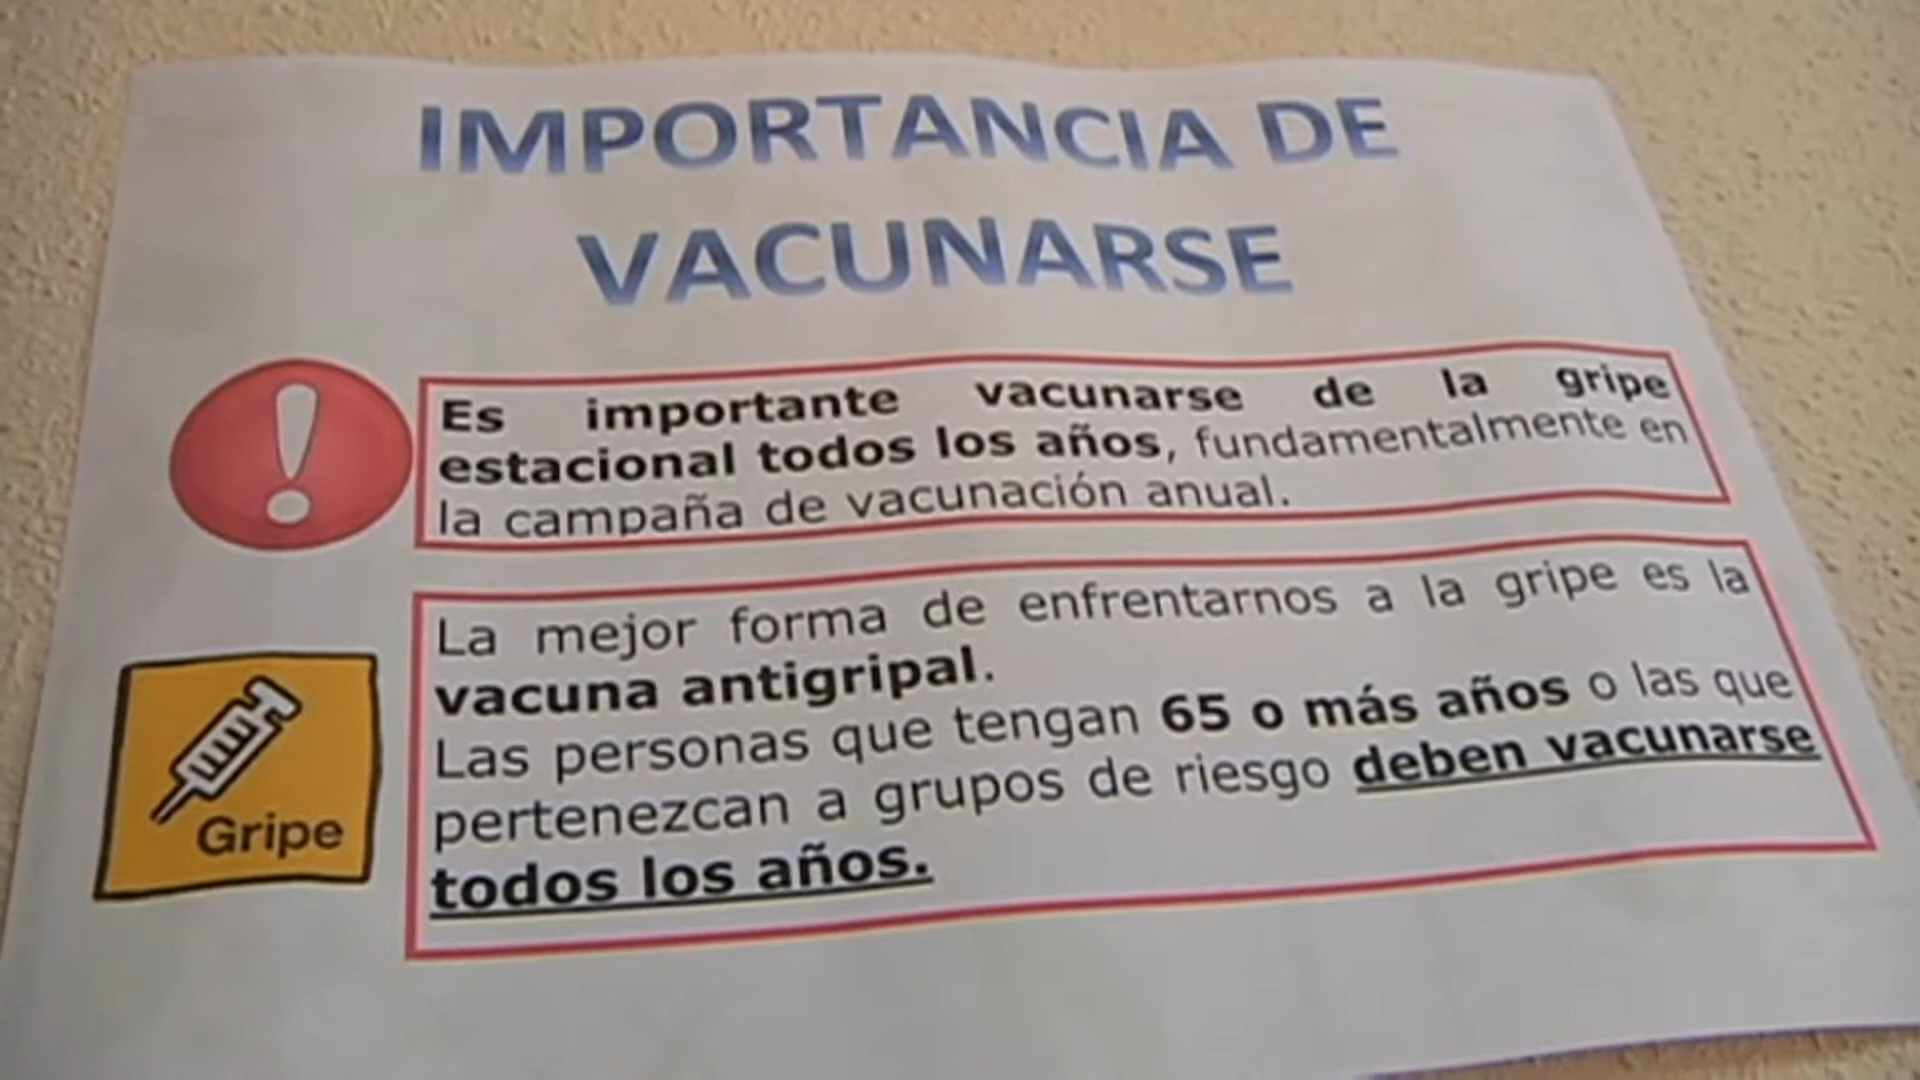 IMPORTANCIA DE
VACUNARSE
Es importante vacunarse de la gripe
estacional todos los años, fundamentalmente en
la campaña de vacunación anual.
La mejor forma de enfrentarnos a la gripe es la
vacuna antigripal.
Las personas que tengan 65 o más años o las que
pertenezcan a grupos de riesgo deben vacunarse
todos los años.
Gripe